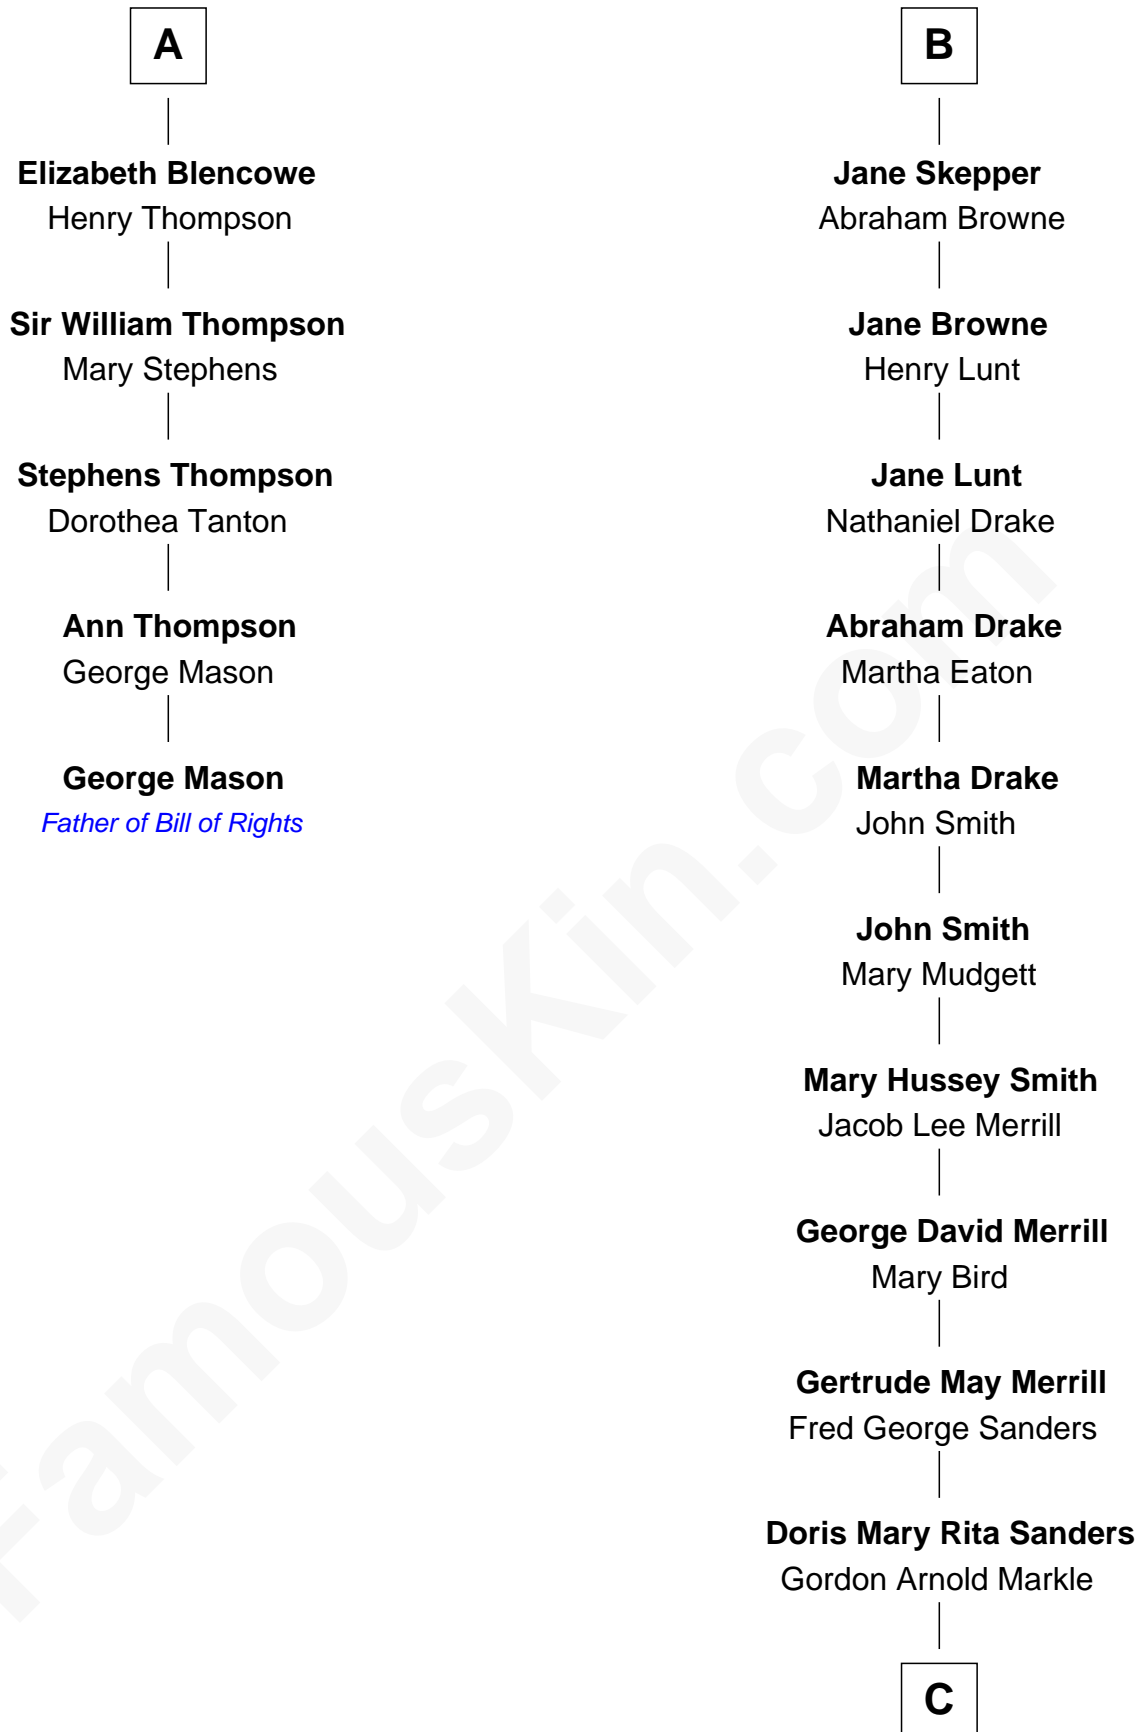 A
Elizabeth Blencowe
Henry Thompson
Sir William Thompson
Mary Stephens
Stephens Thompson
Dorothea Tanton
Ann Thompson
George Mason
George Mason
Father of Bill of Rights
B
Jane Skepper
Abraham Browne
Jane Browne
Henry Lunt
Jane Lunt
Nathaniel Drake
Abraham Drake
Martha Eaton
Martha Drake
John Smith
John Smith
Mary Mudgett
Mary Hussey Smith
Jacob Lee Merrill
George David Merrill
Mary Bird
Gertrude May Merrill
Fred George Sanders
Doris Mary Rita Sanders
Gordon Arnold Markle
C
FamousKin.com